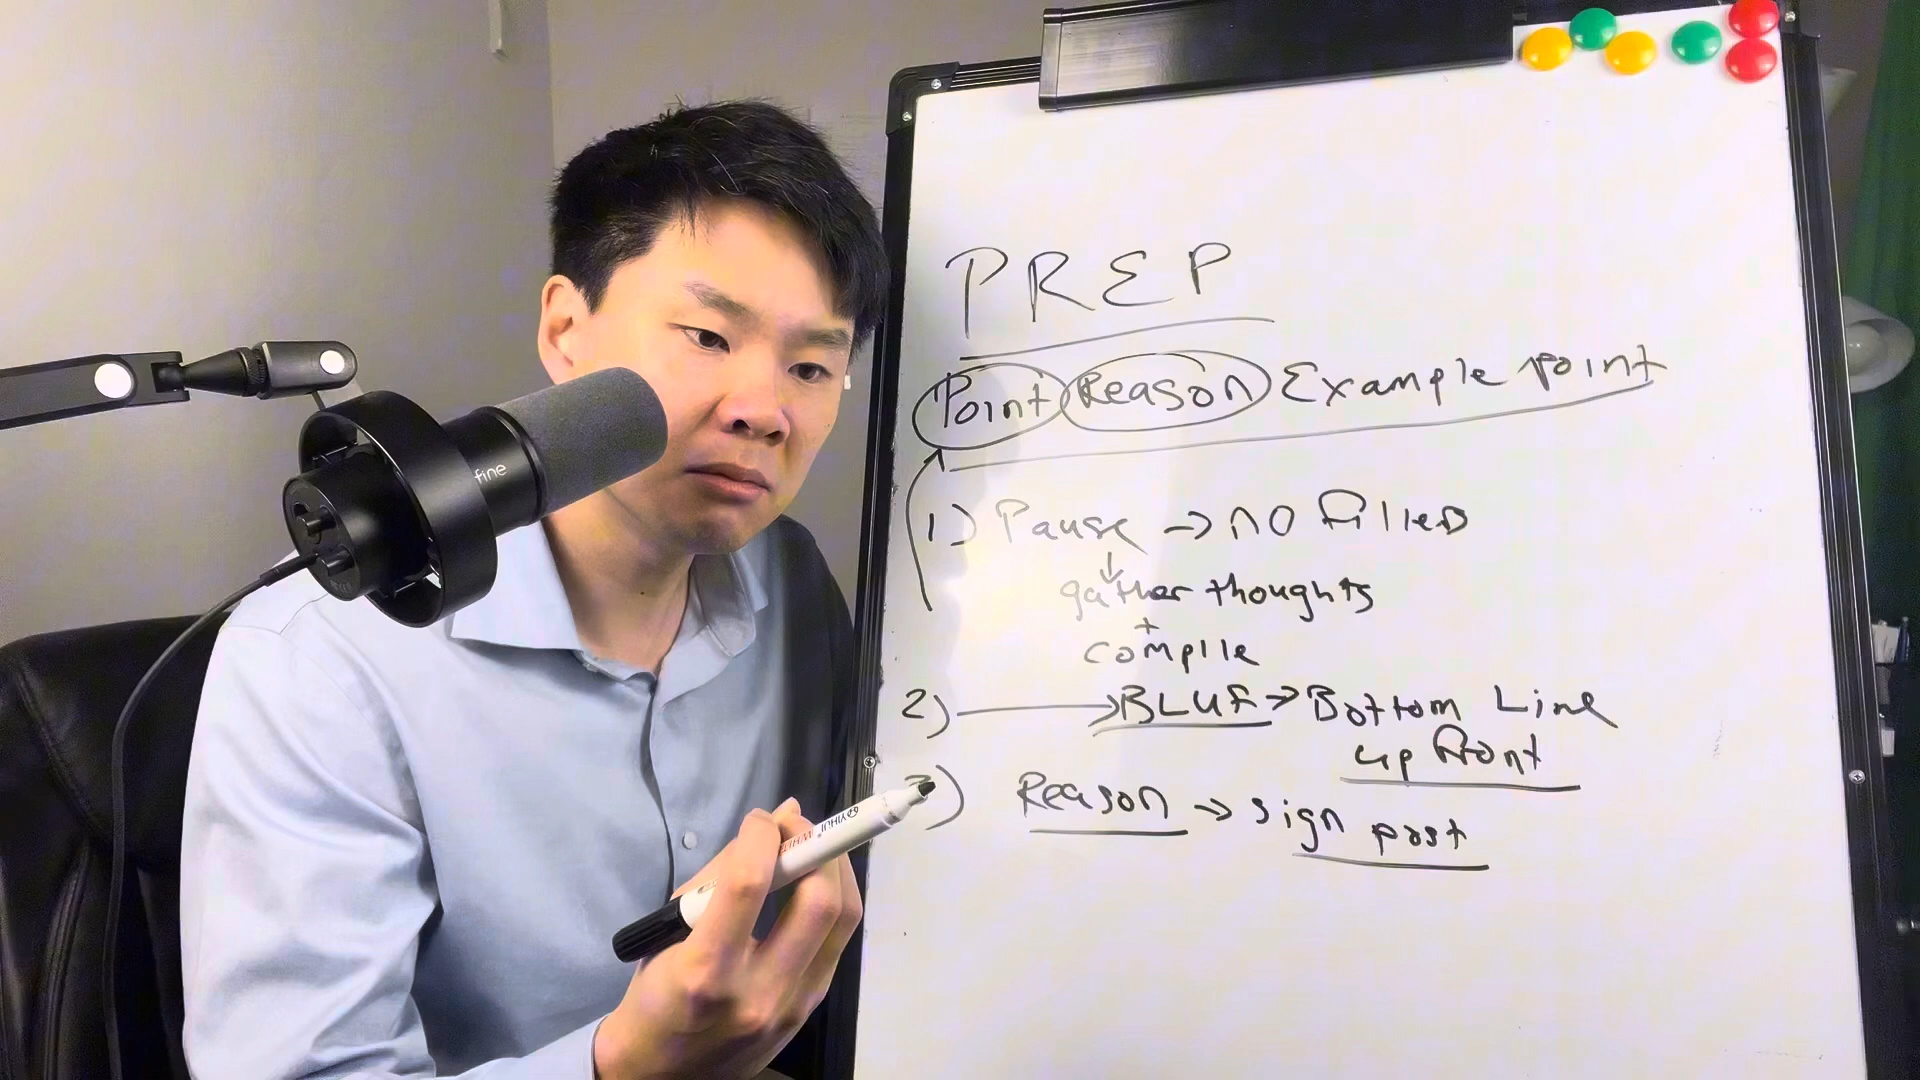 PREP
Point Reason Example point
1) Pause → no filled
↓
gather thoughts
+
compile
2) → BLUF → Bottom Line
up front
3) Reason → sign post
fine